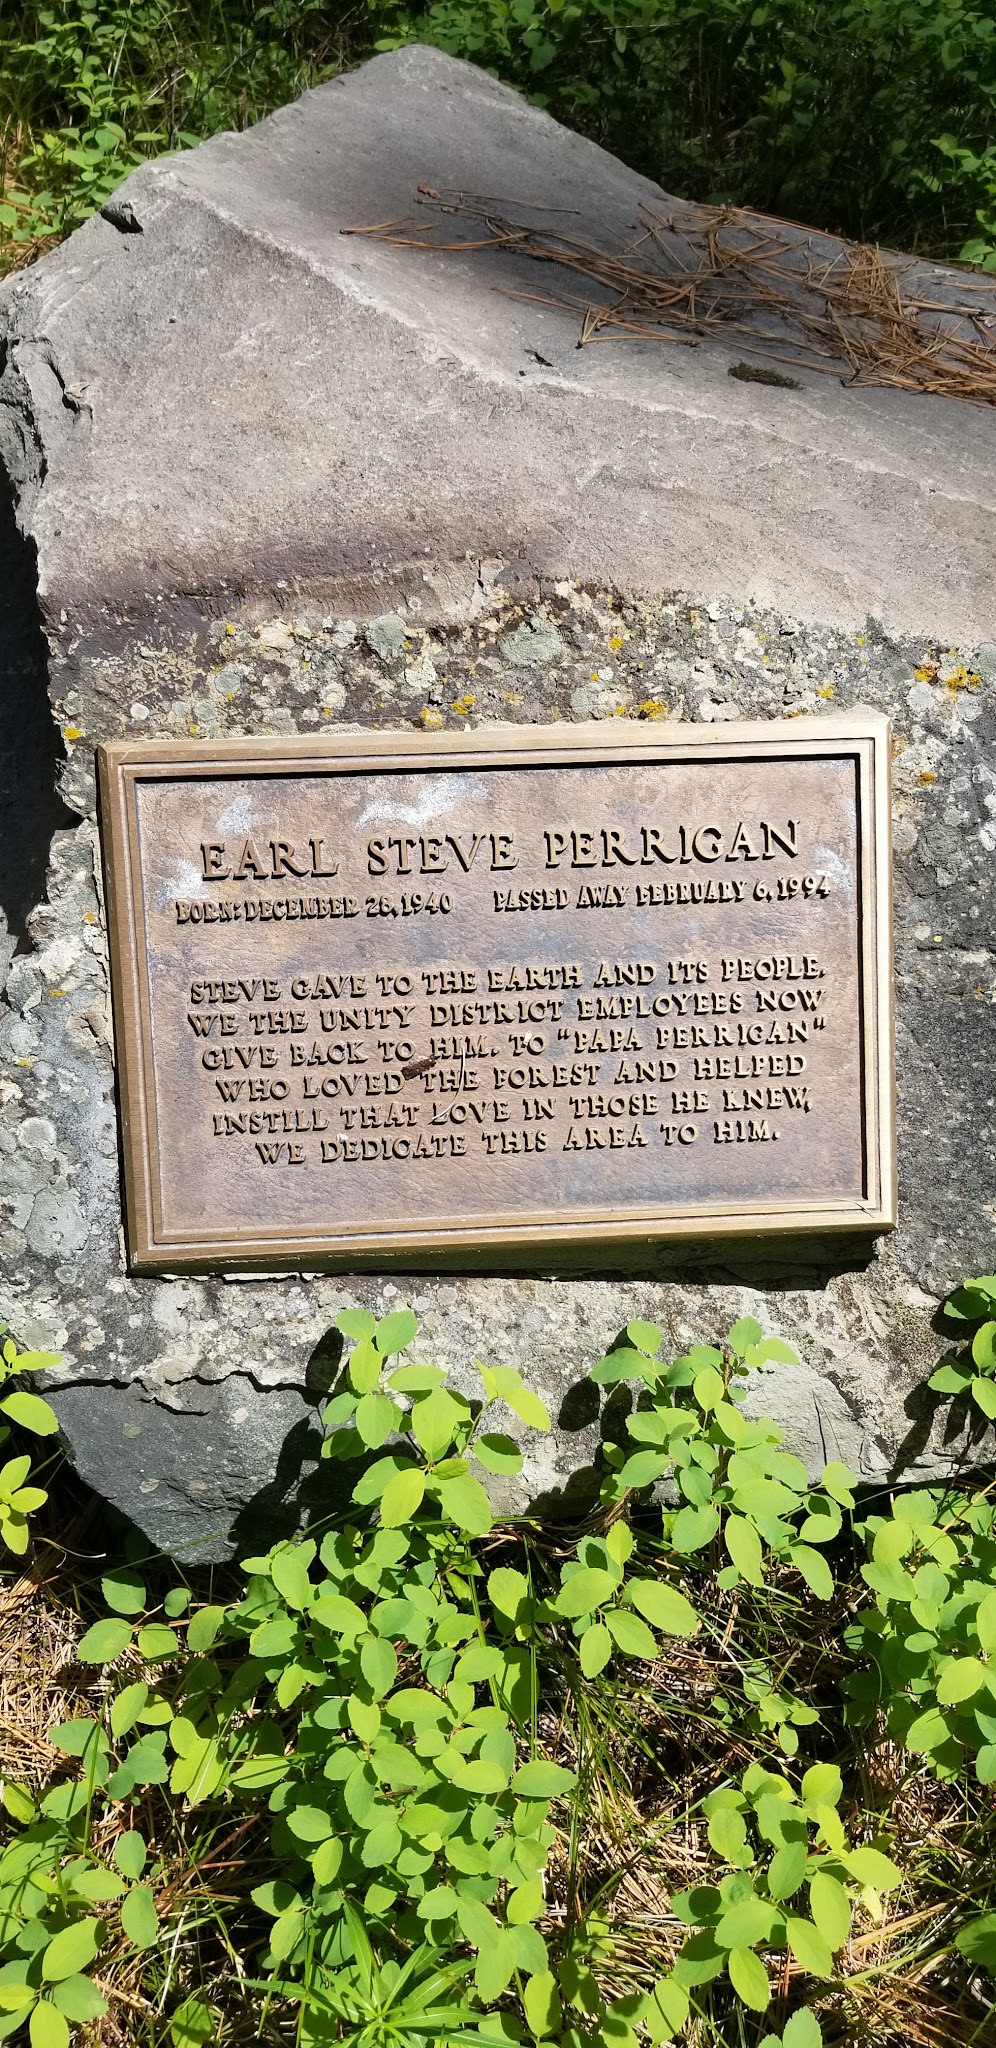 EARL STEVE PERRIGAN
BORN: DECEMBER 28, 1940 PASSED AWAY FEBRUARY 6, 1994
STEVE GAVE TO THE EARTH AND ITS PEOPLE.
WE THE UNITY DISTRICT EMPLOYEES NOW
GIVE BACK TO HIM. TO "PAPA PERRIGAN"
WHO LOVED THE FOREST AND HELPED
INSTILL THAT LOVE IN THOSE HE KNEW,
WE DEDICATE THIS AREA TO HIM.